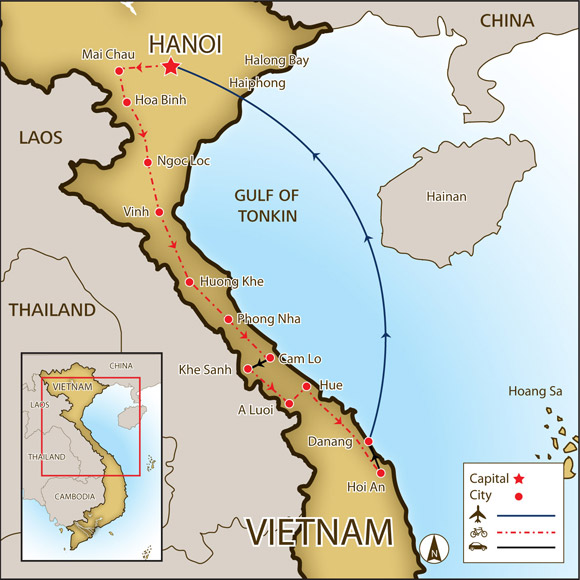 CHINA
HANOI
Mai Chau
Halong Bay
Haiphong
Hoa Binh
LAOS
Ngoc Loc
Hainan
GULF OF
TONKIN
Vinh
Huong Khe
THAILAND
Phong Nha
Cam Lo
Khe Sanh
Hue
A Luoi
Hoang Sa
Danang
Hoi An
VIETNAM
CHINA
VIETNAM
LAOS
THAILAND
CAMBODIA
Capital
City
N